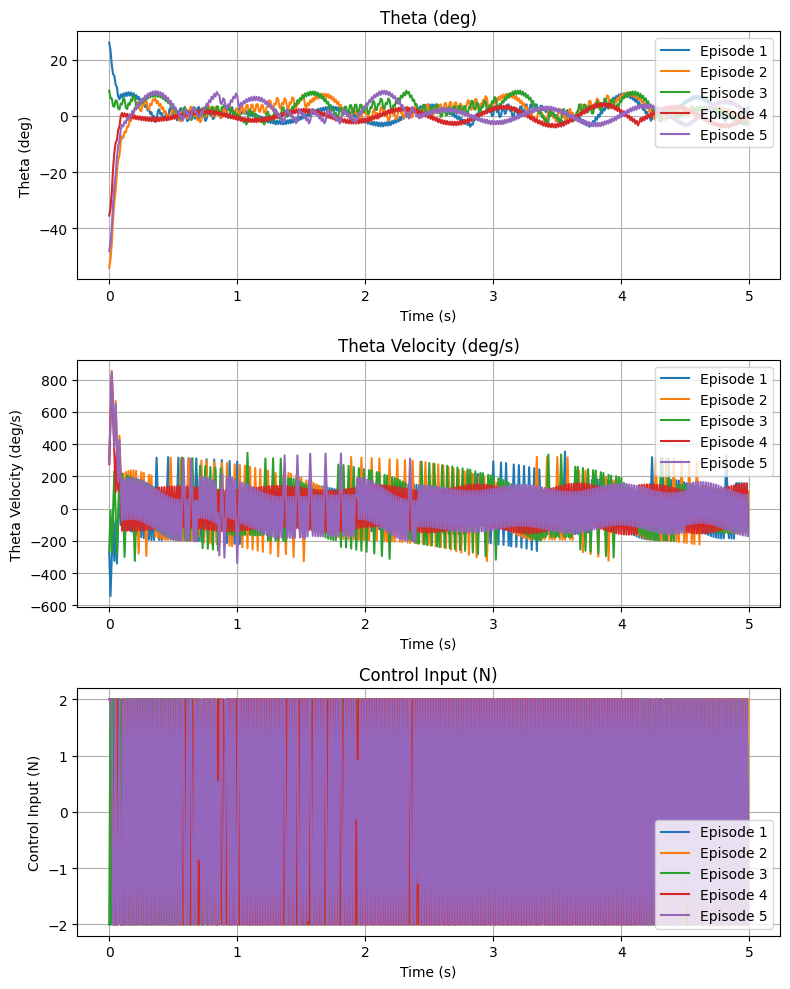 Theta (deg)
Theta (deg)
20
0
−20
−40
0 1 2 3 4 5
Time (s)
Episode 1
Episode 2
Episode 3
Episode 4
Episode 5
Theta Velocity (deg/s)
Theta Velocity (deg/s)
800
600
400
200
0
−200
−400
−600
0 1 2 3 4 5
Time (s)
Episode 1
Episode 2
Episode 3
Episode 4
Episode 5
Control Input (N)
Control Input (N)
2
1
0
−1
−2
0 1 2 3 4 5
Time (s)
Episode 1
Episode 2
Episode 3
Episode 4
Episode 5